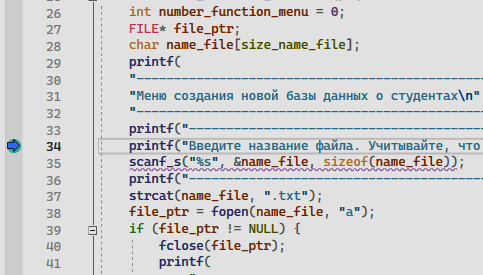 26 int number_function_menu = 0;
27 FILE* file_ptr;
28 char name_file[size_name_file];
29 printf(
30 "--------------------------------------------
31 "Меню создания новой базы данных о студентах\n"
32 "--------------------------------------------
33 printf("-------------------------------------
34 printf("Введите название файла. Учитывайте, что
35 scanf_s("%s", &name_file, sizeof(name_file));
36 printf("-------------------------------------
37 strcat(name_file, ".txt");
38 file_ptr = fopen(name_file, "a");
39 if (file_ptr != NULL) {
40 fclose(file_ptr);
41 printf(